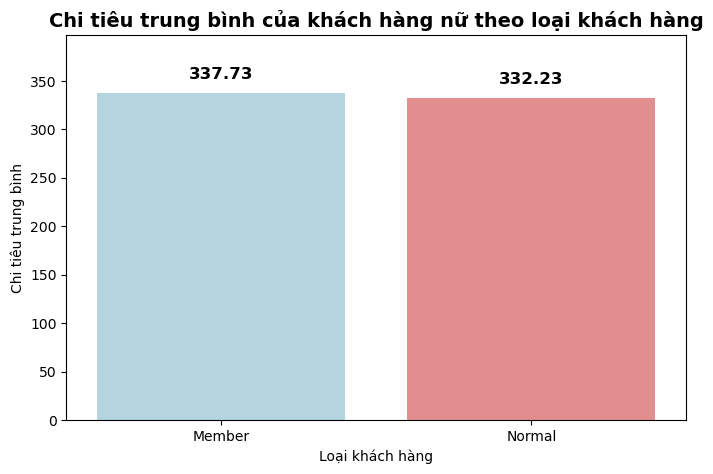 Chi tiêu trung bình của khách hàng nữ theo loại khách hàng
337.73
332.23
350
300
250
200
150
100
50
0
Chi tiêu trung bình
Member
Normal
Loại khách hàng